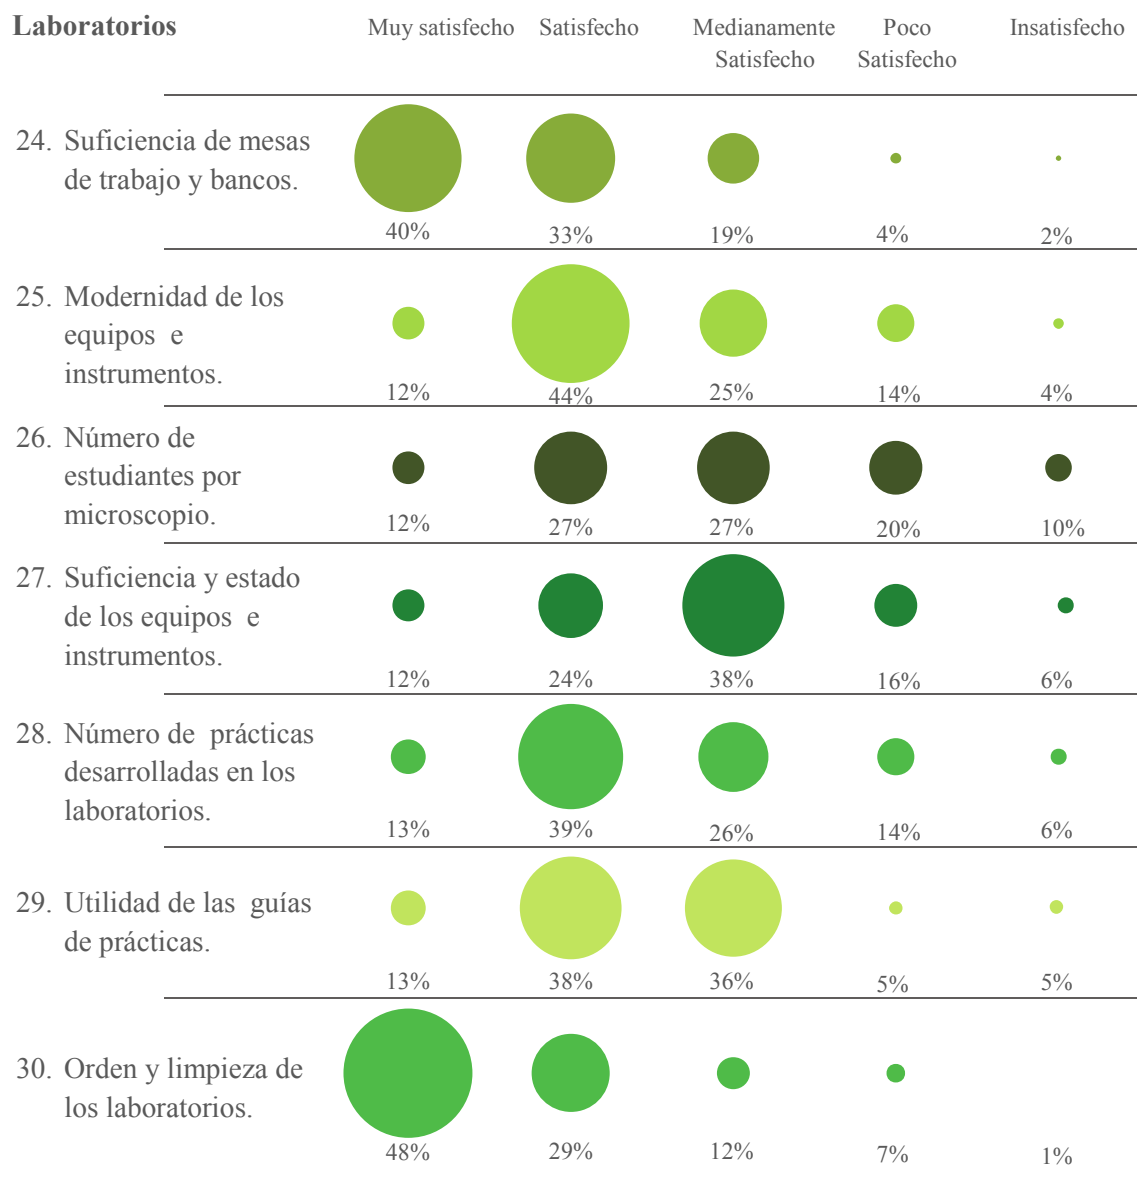 Laboratorios Muy satisfecho Satisfecho Medianamente Poco Insatisfecho
Satisfecho Satisfecho
24. Suficiencia de mesas
de trabajo y bancos.
40% 33% 19% 4% 2%
25. Modernidad de los
equipos e
instrumentos.
12% 44% 25% 14% 4%
26. Número de
estudiantes por
microscopio.
12% 27% 27% 20% 10%
27. Suficiencia y estado
de los equipos e
instrumentos.
12% 24% 38% 16% 6%
28. Número de prácticas
desarrolladas en los
laboratorios.
13% 39% 26% 14% 6%
29. Utilidad de las guías
de prácticas.
13% 38% 36% 5% 5%
30. Orden y limpieza de
los laboratorios.
48% 29% 12% 7% 1%